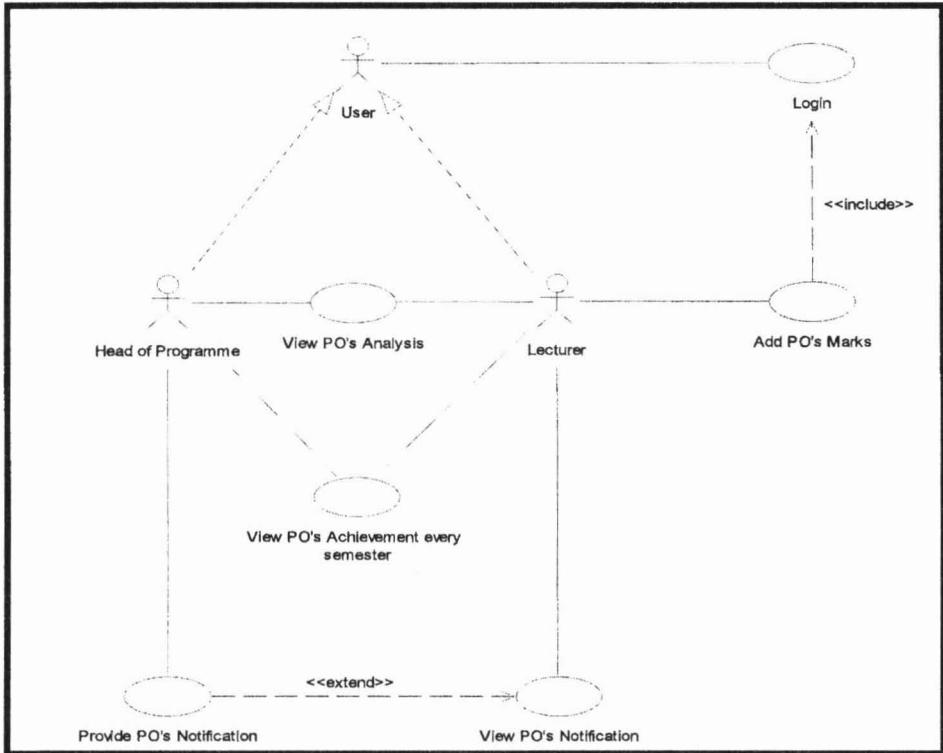 User
Login
<<include>>
Head of Programme
View PO's Analysis
Lecturer
Add PO's Marks
View PO's Achievement every
semester
<<extend>>
Provide PO's Notification
View PO's Notification